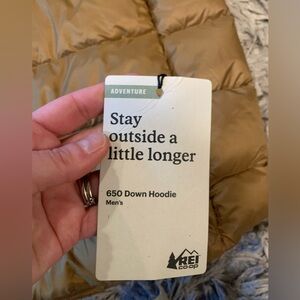 ADVENTURE
Stay
outside a
little longer
650 Down Hoodie
Men's
REI
co-op